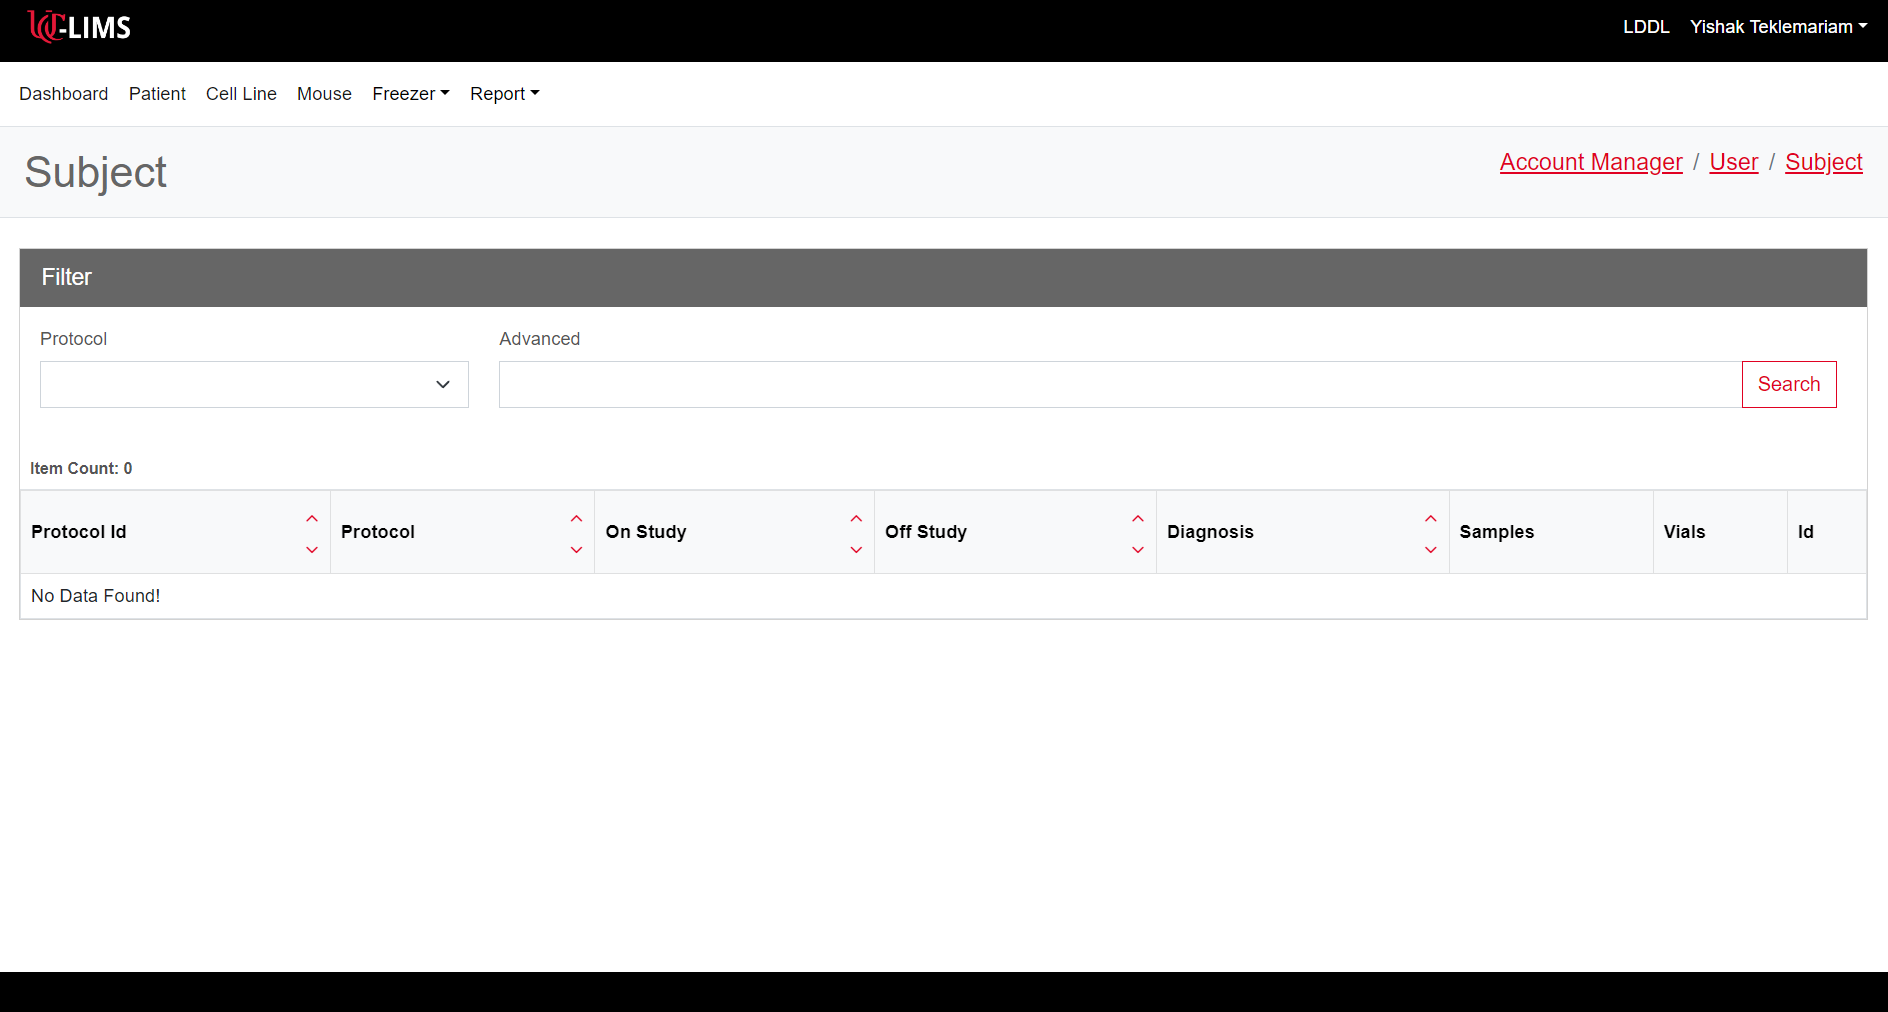 UC-LIMS
LDDL Yishak Teklemariam
Dashboard Patient Cell Line Mouse Freezer Report
Subject
Account Manager / User / Subject
Filter
Protocol Advanced
Search
Item Count: 0
Protocol Id Protocol On Study Off Study Diagnosis Samples Vials Id
No Data Found!